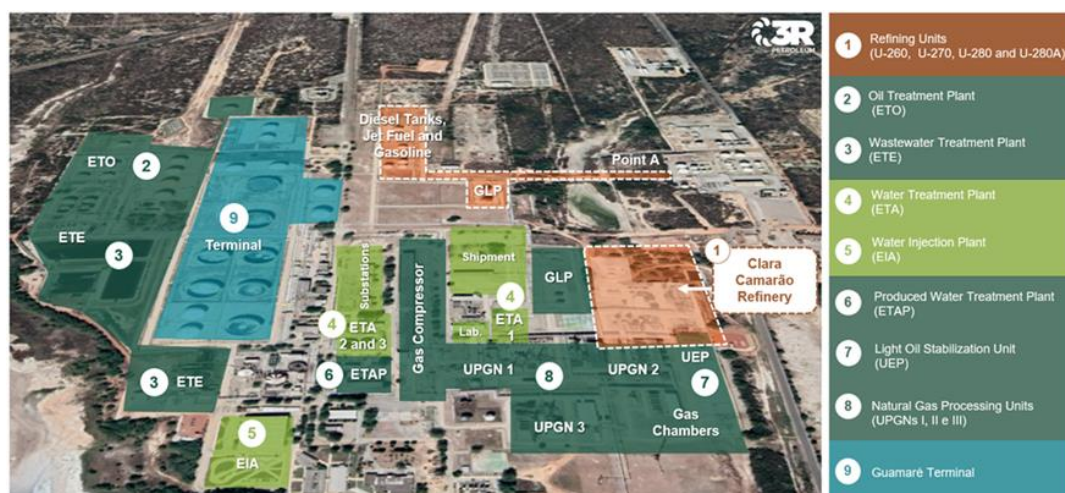 3R
PETROLEUM
Diesel Tanks,
Jet Fuel and
Gasoline
Point A
GLP
ETO
2
ETE
3
9
Terminal
Substations
4
ETA
2 and 3
6
ETAP
Gas Compressor
Shipment
4
ETA
1
Lab.
GLP
1
Clara
Camarão
Refinery
UPGN 1
8
UPGN 2
UEP
7
UPGN 3
Gas
Chambers
3
ETE
5
EIA
1
Refining Units
(U-260, U-270, U-280 and U-280A)
2
Oil Treatment Plant
(ETO)
3
Wastewater Treatment Plant
(ETE)
4
Water Treatment Plant
(ETA)
5
Water Injection Plant
(EIA)
6
Produced Water Treatment Plant
(ETAP)
7
Light Oil Stabilization Unit
(UEP)
8
Natural Gas Processing Units
(UPGNs I, II e III)
9
Guamaré Terminal